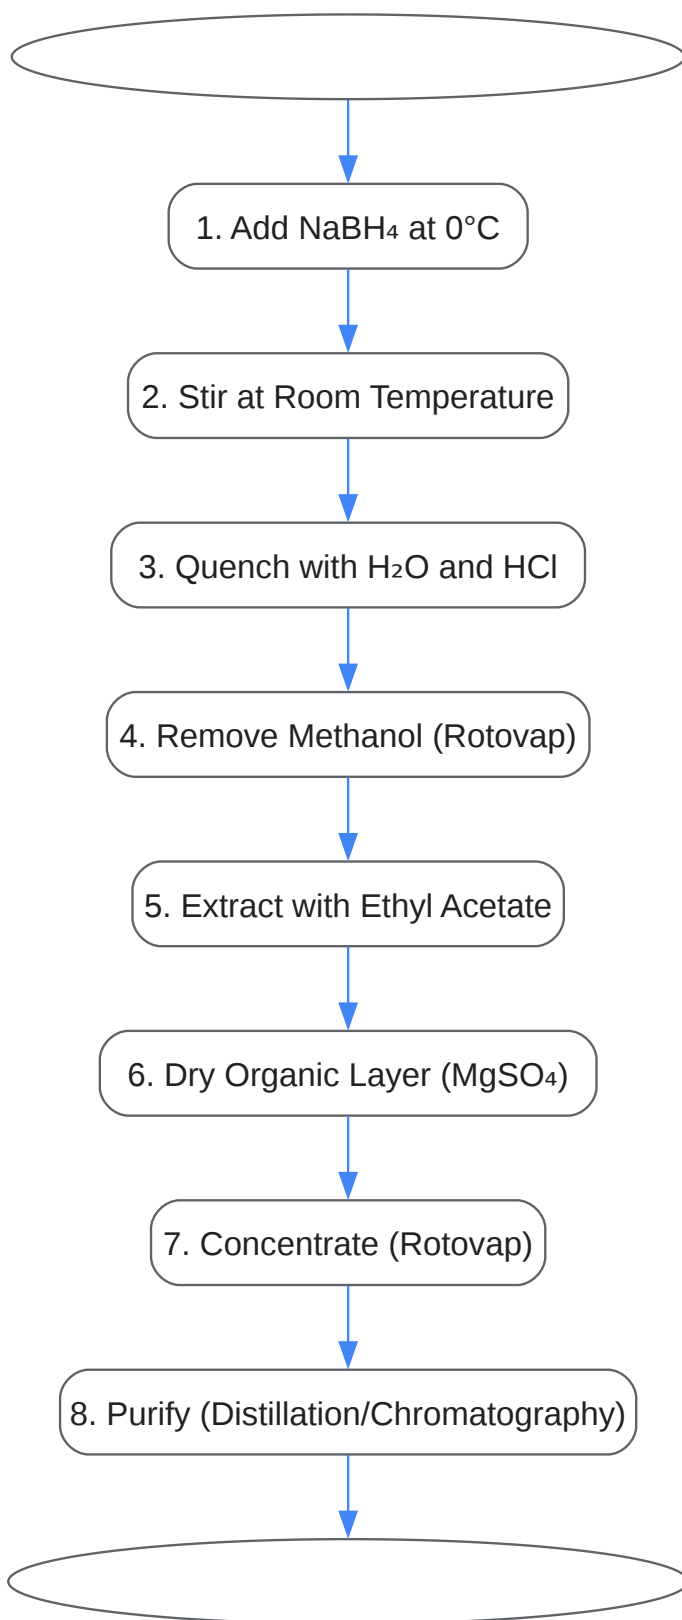 1. Add NaBH₄ at 0°C
2. Stir at Room Temperature
3. Quench with H₂O and HCl
4. Remove Methanol (Rotovap)
5. Extract with Ethyl Acetate
6. Dry Organic Layer (MgSO₄)
7. Concentrate (Rotovap)
8. Purify (Distillation/Chromatography)